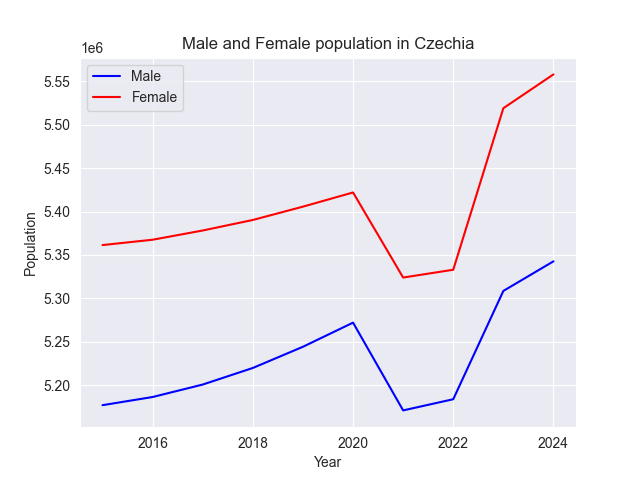 Male and Female population in Czechia
1e6
Male
Female
5.55
5.50
5.45
5.40
5.35
5.30
5.25
5.20
Population
2016 2018 2020 2022 2024
Year